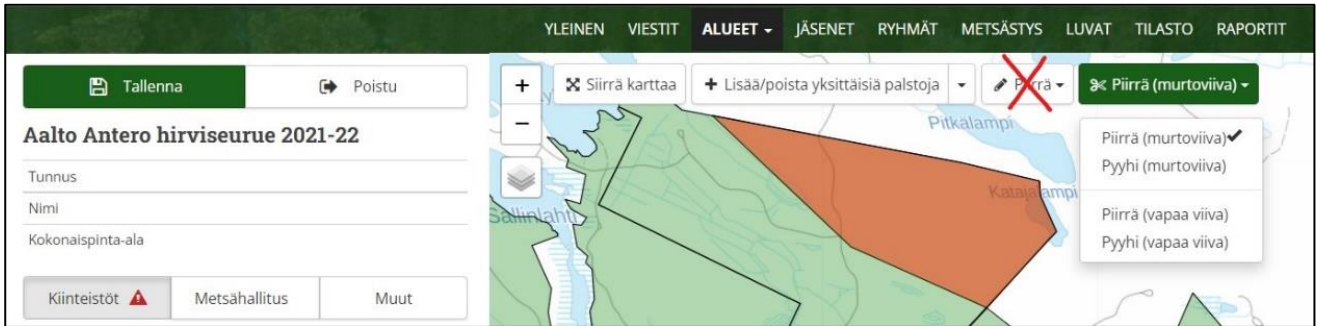 YLEINEN VIESTIT ALUEET JÄSENET RYHMÄT METSÄSTYS LUVAT TILASTO RAPORTIT
Tallenna Poistu
+ Siirrä karttaa + Lisää/poista yksittäisiä palstoja Piirrä Piirrä (murtoviiva)
−
Aalto Antero hirviseurue 2021-22
Pitkalampi
Piirrä (murtoviiva)
Pyyhi (murtoviiva)
Tunnus
Katajalampi
Nimi
Sallinlahti
Piirrä (vapaa viiva)
Kokonaispinta-ala
Pyyhi (vapaa viiva)
Kiinteistöt Metsähallitus Muut